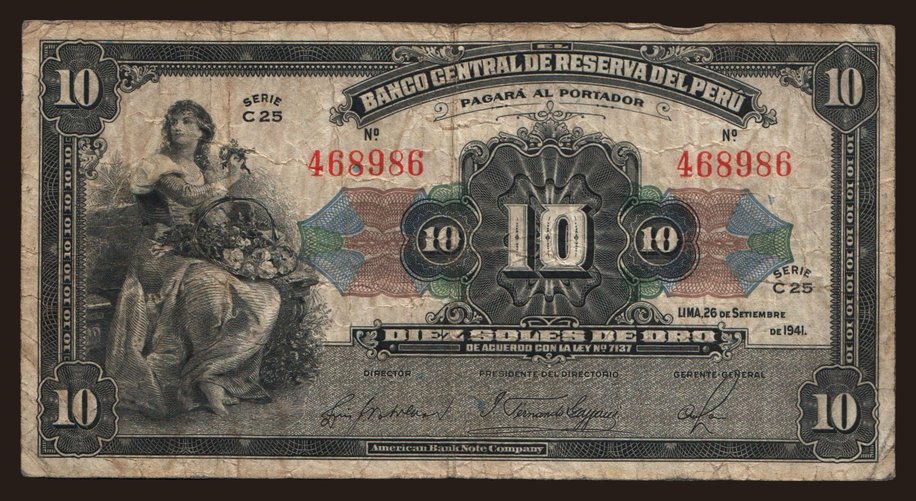 10
10
EL
BANCO CENTRAL DE RESERVA DEL PERÚ
PAGARÁ AL PORTADOR
SERIE
C 25
Nº
Nº
468986
468986
10
10
10
SERIE
C 25
LIMA, 26 DE SETIEMBRE
DE 1941.
DIEZ SOLES DE ORO
DE ACUERDO CON LA LEY Nº 7137
DIRECTOR
PRESIDENTE DEL DIRECTORIO
GERENTE-GENERAL
10
10
American Bank Note Company